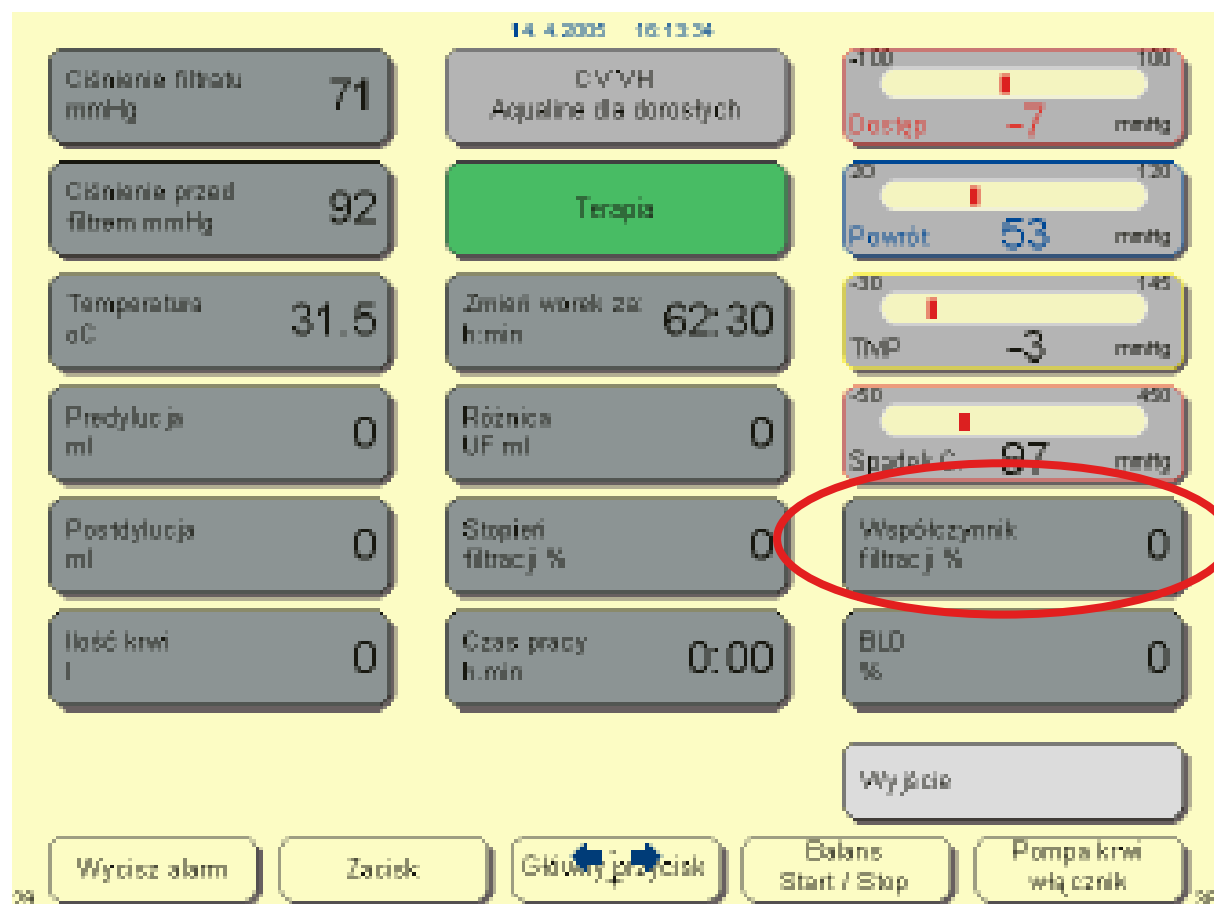 14. 4.2005 16:13:34
Ciśnienie filtratu
mmHg 71
CVVH
Aqualine dla dorosłych
-100 100
Dostęp -7 mmHg
Ciśnienie przed
filtrem mmHg 92
Terapia
20 120
Powrót 53 mmHg
Temperatura
oC 31.5
Zmień worek za:
h:min 62:30
-30 145
TMP -3 mmHg
Predylucja
ml 0
Różnica
UF ml 0
-50 450
Spadek C. 97 mmHg
Postdylucja
ml 0
Stopień
filtracji % 0
Współczynnik
filtracji % 0
Ilość krwi
l 0
Czas pracy
h.min 0:00
BLD
% 0
Wyjście
Wycisz alarm
Zacisk
Główny przycisk
Balans
Start / Stop
Pompa krwi
włącznik